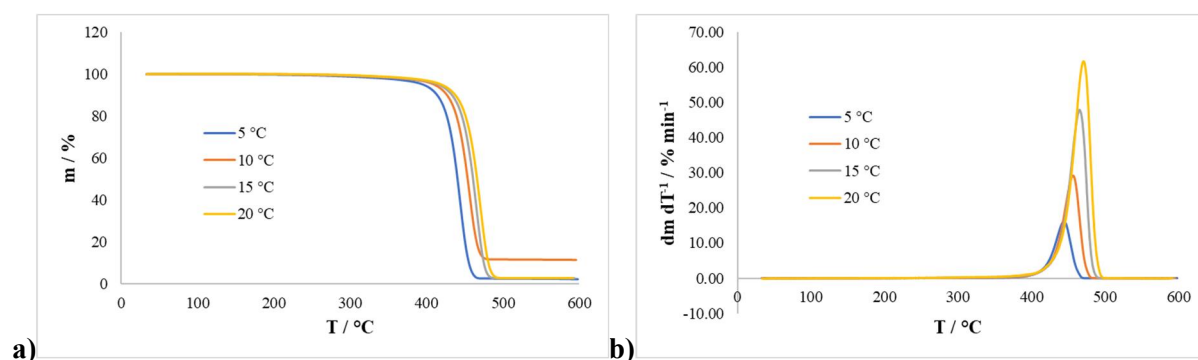 120
100
80
60
40
20
0
m / %
5 °C
10 °C
15 °C
20 °C
0 100 200 300 400 500 600
T / °C
a)
70.00
60.00
50.00
40.00
30.00
20.00
10.00
0.00
-10.00
dm dT⁻¹ / % min⁻¹
5 °C
10 °C
15 °C
20 °C
0 100 200 300 400 500 600
T / °C
b)